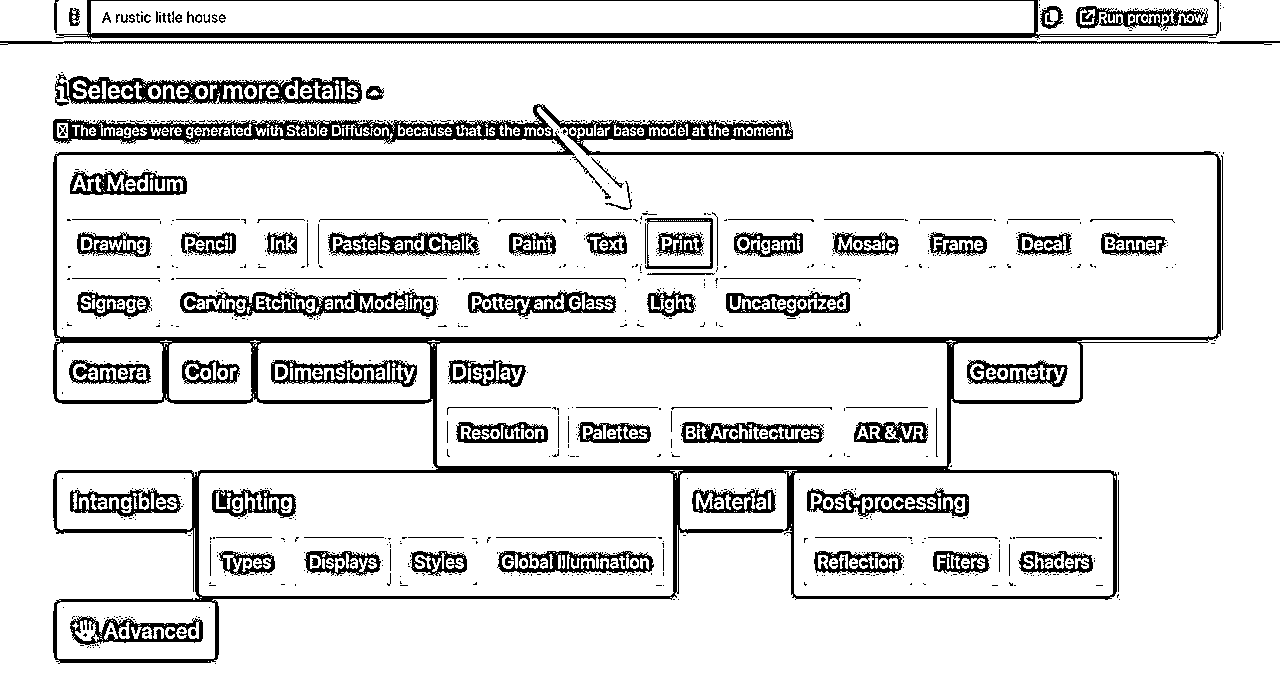 A rustic little house
Run prompt now
Select one or more details
The images were generated with Stable Diffusion, because that is the most popular base model at the moment.
Art Medium
Drawing Pencil Ink Pastels and Chalk Paint Text Print Origami Mosaic Frame Decal Banner
Signage Carving, Etching, and Modeling Pottery and Glass Light Uncategorized
Camera Color Dimensionality Display Geometry
Resolution Palettes Bit Architectures AR & VR
Intangibles Lighting Material Post-processing
Types Displays Styles Global Illumination Reflection Filters Shaders
Advanced